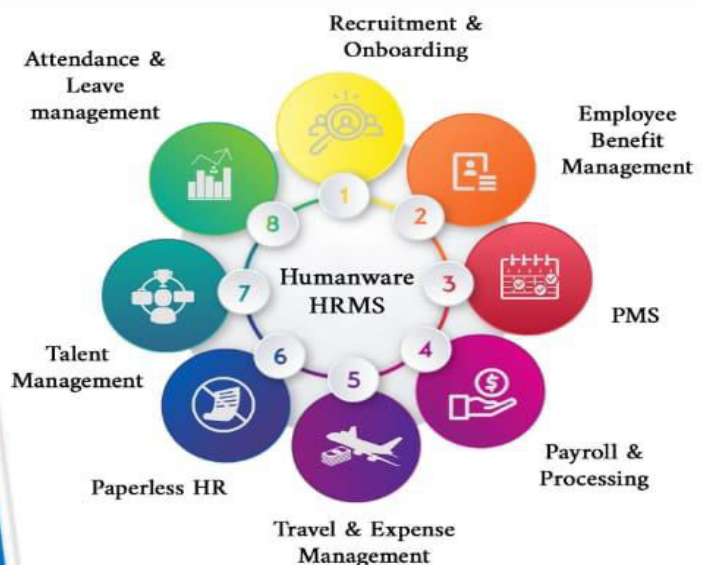 Recruitment &
Onboarding
Employee
Benefit
Management
PMS
Payroll &
Processing
Travel & Expense
Management
Paperless HR
Talent
Management
Attendance &
Leave
management
1
2
3
4
5
6
7
8
Humanware
HRMS
$